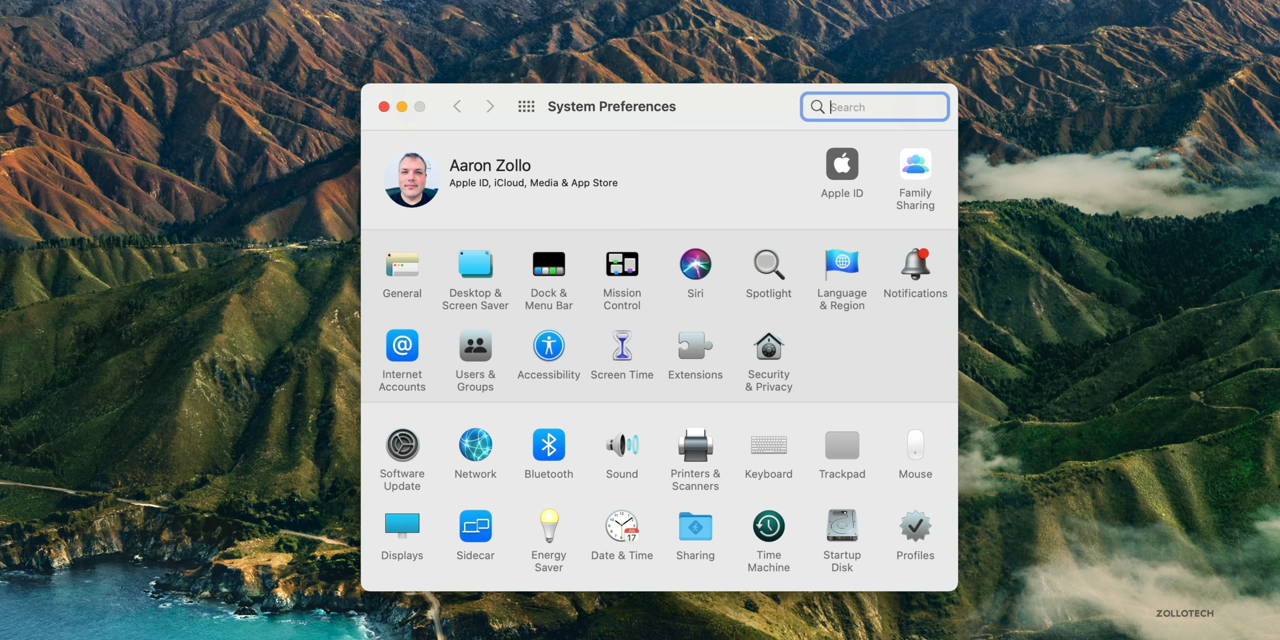 System Preferences
Search
Aaron Zollo
Apple ID, iCloud, Media & App Store
Apple ID
Family
Sharing
General
Desktop &
Screen Saver
Dock &
Menu Bar
Mission
Control
Siri
Spotlight
Language
& Region
Notifications
Internet
Accounts
Users &
Groups
Accessibility
Screen Time
Extensions
Security
& Privacy
Software
Update
Network
Bluetooth
Sound
Printers &
Scanners
Keyboard
Trackpad
Mouse
Displays
Sidecar
Energy
Saver
17
Date & Time
Sharing
Time
Machine
Startup
Disk
Profiles
ZOLLOTECH